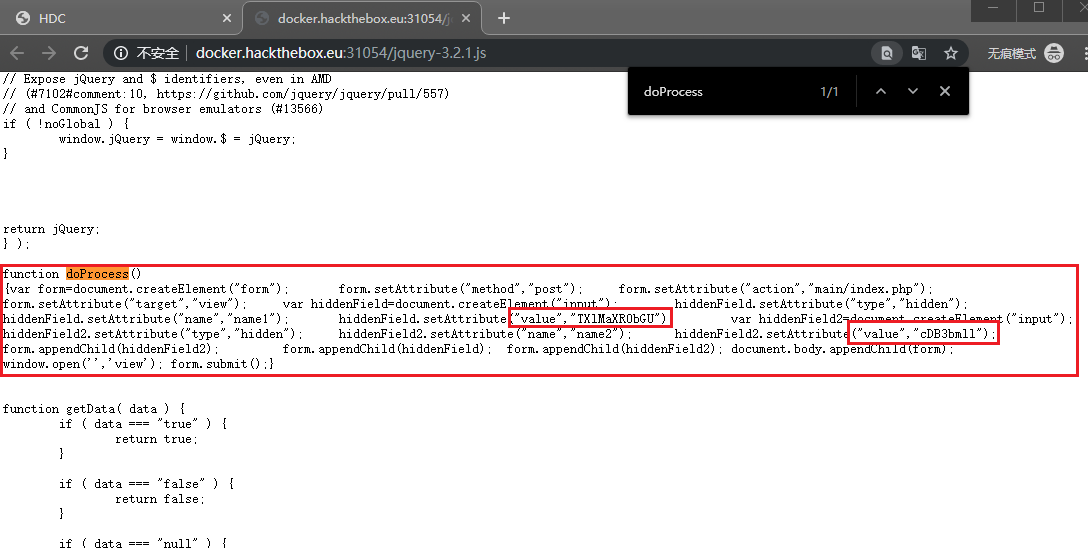 HDC
docker.hackthebox.eu:31054/j
不安全 docker.hackthebox.eu:31054/jquery-3.2.1.js 无痕模式
doProcess 1/1
// Expose jQuery and $ identifiers, even in AMD
// (#7102#comment:10, https://github.com/jquery/jquery/pull/557)
// and CommonJS for browser emulators (#13566)
if ( !noGlobal ) {
window.jQuery = window.$ = jQuery;
}
return jQuery;
} );
function doProcess()
{var form=document.createElement("form"); form.setAttribute("method","post"); form.setAttribute("action","main/index.php");
form.setAttribute("target","view"); var hiddenField=document.createElement("input"); hiddenField.setAttribute("type","hidden");
hiddenField.setAttribute("name","name1"); hiddenField.setAttribute("value","TXlMaXR0bGU") var hiddenField2=document.createElement("input");
hiddenField2.setAttribute("type","hidden"); hiddenField2.setAttribute("name","name2"); hiddenField2.setAttribute("value","cDB3bmll");
form.appendChild(hiddenField2); form.appendChild(hiddenField); form.appendChild(hiddenField2); document.body.appendChild(form);
window.open('','view'); form.submit();}
function getData( data ) {
if ( data === "true" ) {
return true;
}
if ( data === "false" ) {
return false;
}
if ( data === "null" ) {